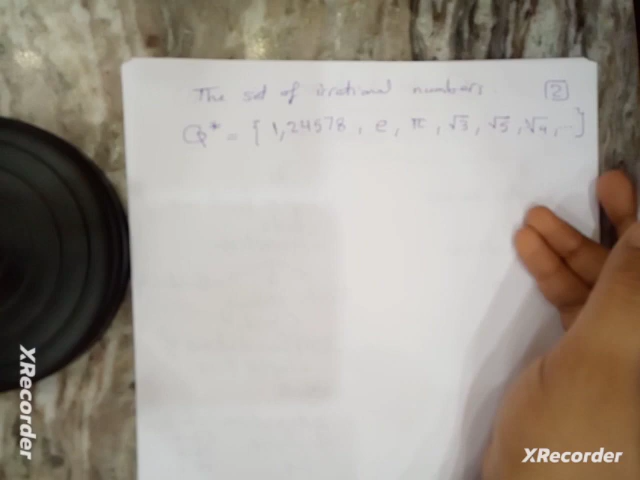 The set of irrational numbers. 2
Q* = { 1,24578, e, π, √3, √5, ∛4, ... }
XRecorder
XRecorder